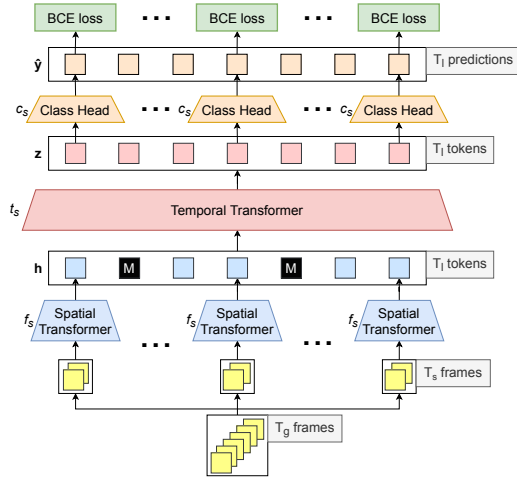 BCE loss ... BCE loss ... BCE loss
ŷ T_l predictions
c_s Class Head ... c_s Class Head ... c_s Class Head
z T_l tokens
t_s Temporal Transformer
h M M T_l tokens
f_s Spatial Transformer ... f_s Spatial Transformer ... f_s Spatial Transformer
T_s frames
T_g frames